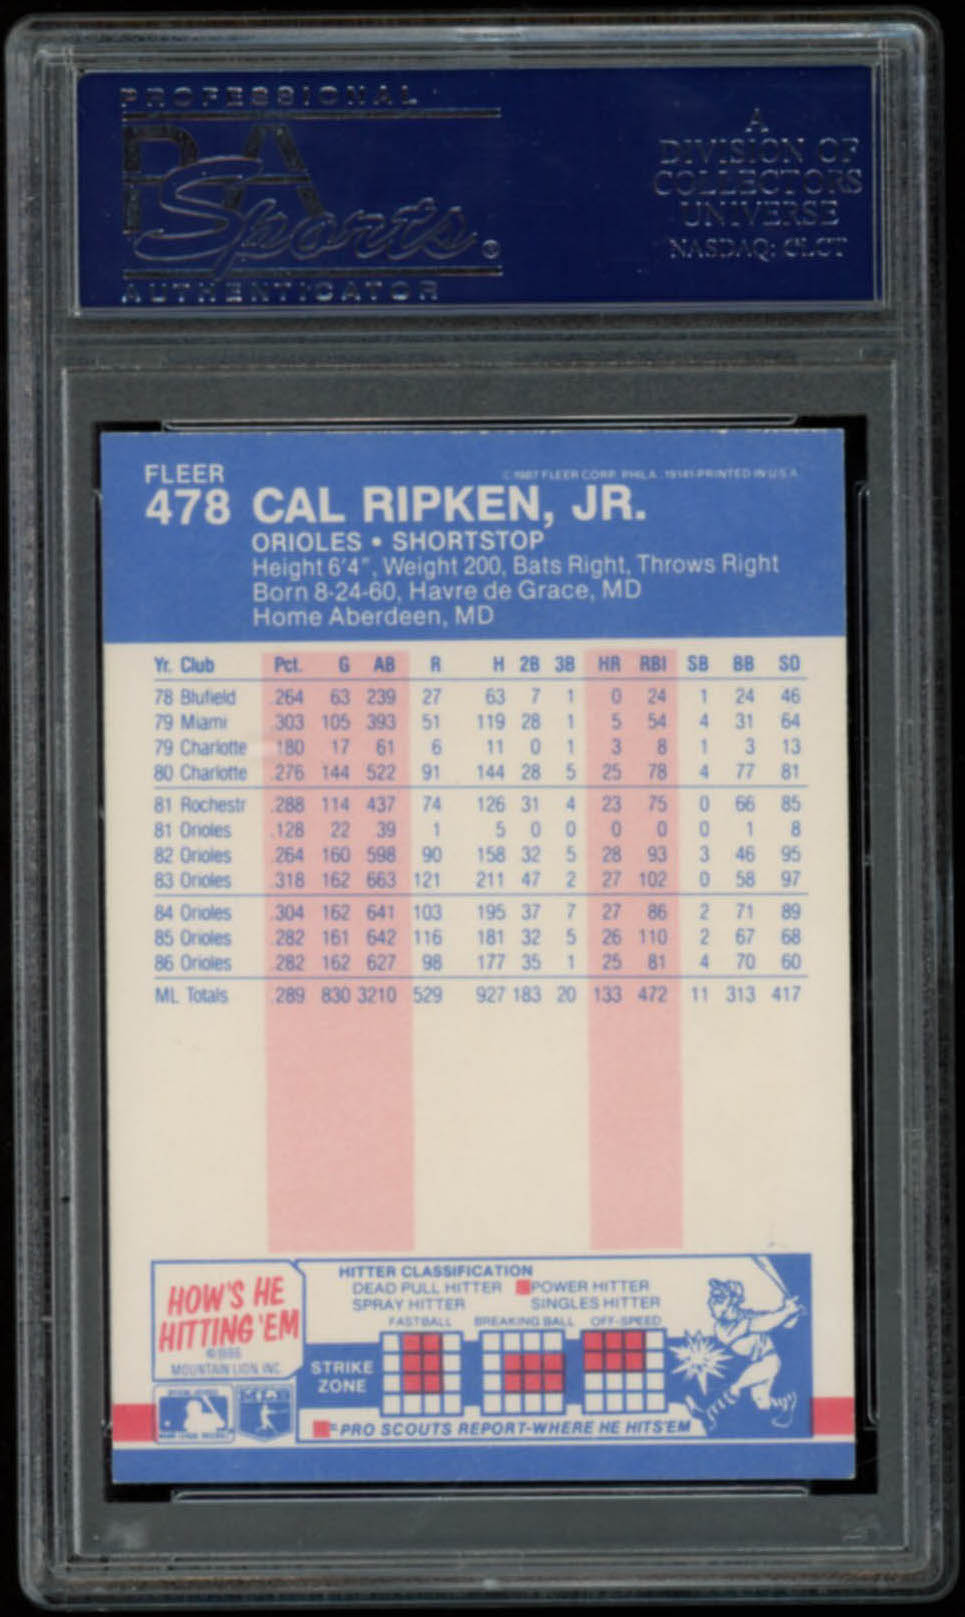 PROFESSIONAL
PSA
Sports®
AUTHENTICATOR
A
DIVISION OF
COLLECTORS
UNIVERSE
NASDAQ: CLCT
FLEER
© 1987 FLEER CORP. PHILA. 19141-PRINTED IN U.S.A.
478 CAL RIPKEN, JR.
ORIOLES • SHORTSTOP
Height 6'4", Weight 200, Bats Right, Throws Right
Born 8-24-60, Havre de Grace, MD
Home Aberdeen, MD
Yr. Club Pct. G AB R H 2B 3B HR RBI SB BB SO
78 Blufield .264 63 239 27 63 7 1 0 24 1 24 46
79 Miami .303 105 393 51 119 28 1 5 54 4 31 64
79 Charlotte .180 17 61 6 11 0 1 3 8 1 3 13
80 Charlotte .276 144 522 91 144 28 5 25 78 4 77 81
81 Rochestr .288 114 437 74 126 31 4 23 75 0 66 85
81 Orioles .128 22 39 1 5 0 0 0 0 0 1 8
82 Orioles .264 160 598 90 158 32 5 28 93 3 46 95
83 Orioles .318 162 663 121 211 47 2 27 102 0 58 97
84 Orioles .304 162 641 103 195 37 7 27 86 2 71 89
85 Orioles .282 161 642 116 181 32 5 26 110 2 67 68
86 Orioles .282 162 627 98 177 35 1 25 81 4 70 60
ML Totals .289 830 3210 529 927 183 20 133 472 11 313 417
HOW'S HE
HITTING 'EM
©1986
MOUNTAIN LION INC.
HITTER CLASSIFICATION
DEAD PULL HITTER POWER HITTER
SPRAY HITTER SINGLES HITTER
FASTBALL BREAKING BALL OFF-SPEED
STRIKE
ZONE
=PRO SCOUTS REPORT-WHERE HE HITS'EM